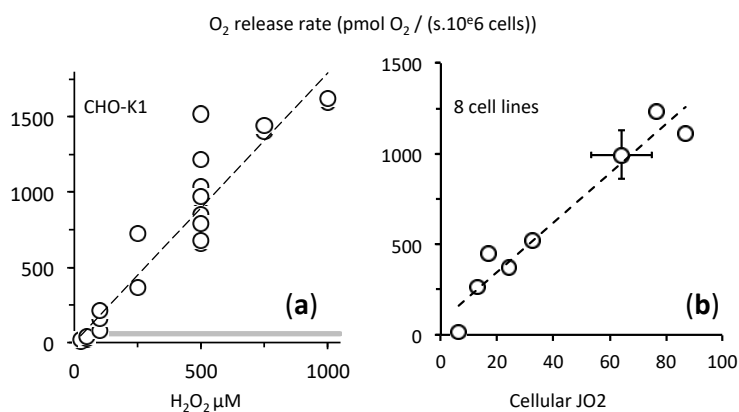 O₂ release rate (pmol O₂ / (s.10ᵉ6 cells))
CHO-K1
1500
1000
500
0
0
500
1000
H₂O₂ µM
(a)
8 cell lines
1500
1000
500
0
0
20
40
60
80
100
Cellular JO2
(b)